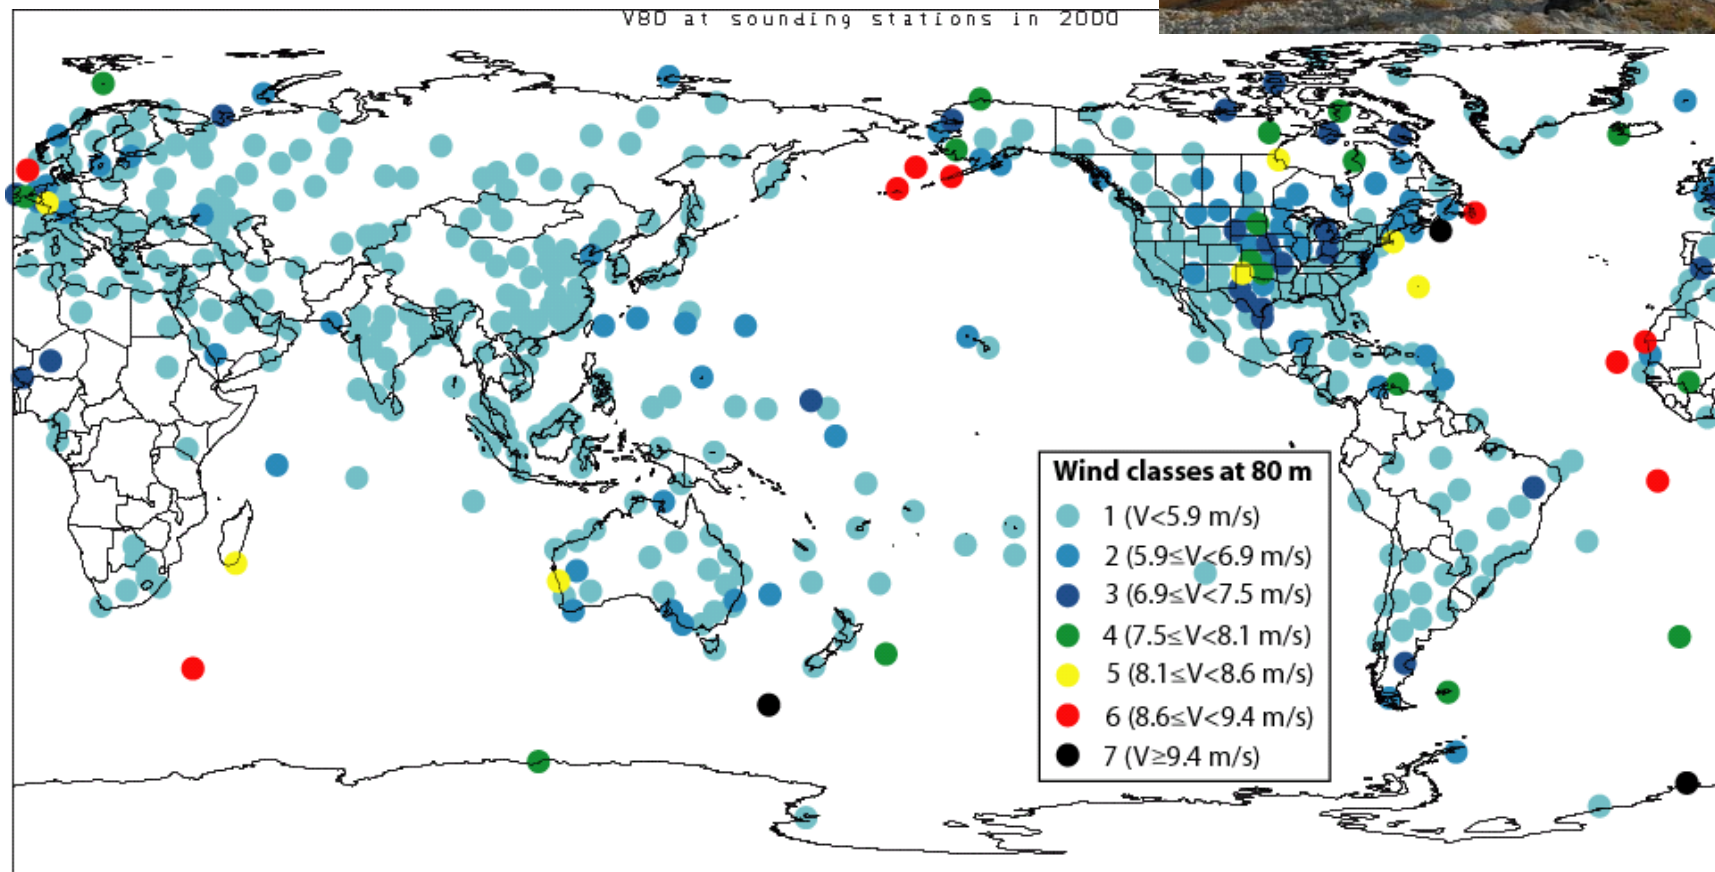 V80 at sounding stations in 2000
Wind classes at 80 m
1 (V<5.9 m/s)
2 (5.9≤V<6.9 m/s)
3 (6.9≤V<7.5 m/s)
4 (7.5≤V<8.1 m/s)
5 (8.1≤V<8.6 m/s)
6 (8.6≤V<9.4 m/s)
7 (V≥9.4 m/s)